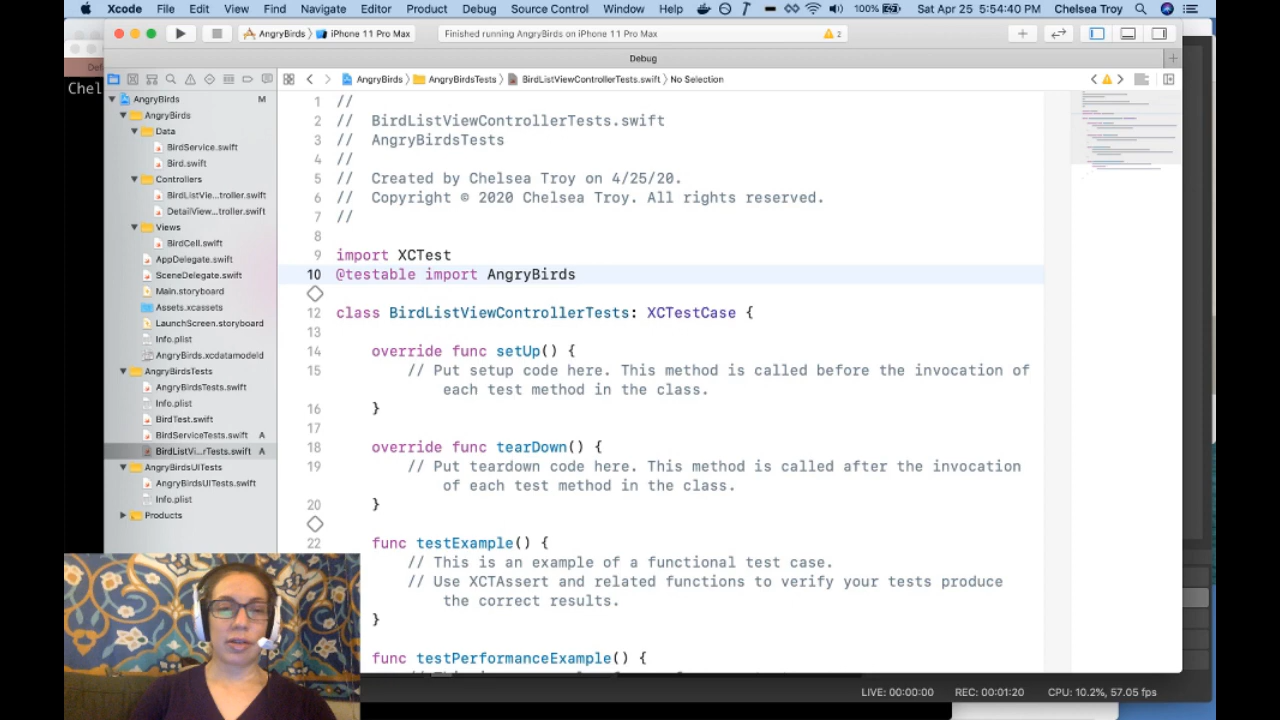 Xcode File Edit View Find Navigate Editor Product Debug Source Control Window Help 100% Sat Apr 25 5:54:40 PM Chelsea Troy
AngryBirds iPhone 11 Pro Max Finished running AngryBirds on iPhone 11 Pro Max 2
Debug
AngryBirds AngryBirdsTests BirdListViewControllerTests.swift No Selection
Chel
AngryBirds M
AngryBirds
Data
BirdService.swift
Bird.swift
Controllers
BirdListVie...troller.swift
DetailView...troller.swift
Views
BirdCell.swift
AppDelegate.swift
SceneDelegate.swift
Main.storyboard
Assets.xcassets
LaunchScreen.storyboard
Info.plist
AngryBirds.xcdatamodeld
AngryBirdsTests
AngryBirdsTests.swift
Info.plist
BirdTest.swift
BirdServiceTests.swift A
BirdListVi...rTests.swift A
AngryBirdsUITests
AngryBirdsUITests.swift
Info.plist
Products
1 //
2 // BirdListViewControllerTests.swift
3 // AngryBirdsTests
4 //
5 // Created by Chelsea Troy on 4/25/20.
6 // Copyright © 2020 Chelsea Troy. All rights reserved.
7 //
8
9 import XCTest
10 @testable import AngryBirds
12 class BirdListViewControllerTests: XCTestCase {
13
14 override func setUp() {
15 // Put setup code here. This method is called before the invocation of
each test method in the class.
16 }
17
18 override func tearDown() {
19 // Put teardown code here. This method is called after the invocation
of each test method in the class.
20 }
22 func testExample() {
// This is an example of a functional test case.
// Use XCTAssert and related functions to verify your tests produce
the correct results.
}
func testPerformanceExample() {
LIVE: 00:00:00 REC: 00:01:20 CPU: 10.2%, 57.05 fps